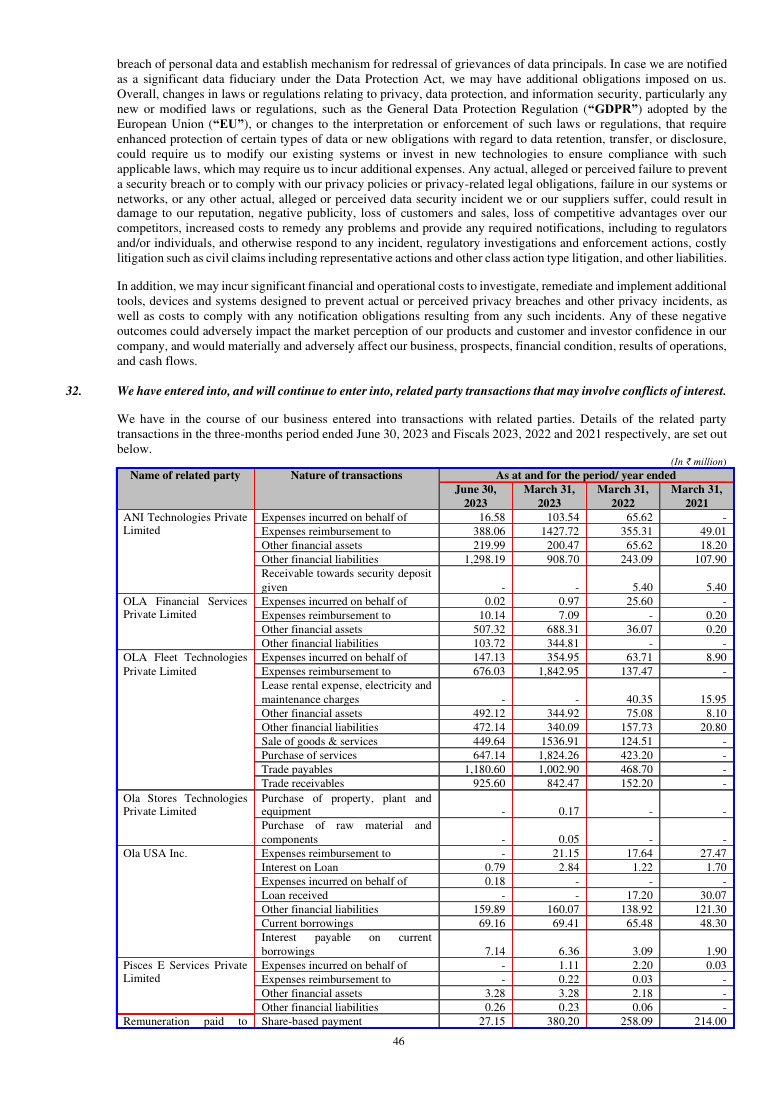 breach of personal data and establish mechanism for redressal of grievances of data principals. In case we are notified
as a significant data fiduciary under the Data Protection Act, we may have additional obligations imposed on us.
Overall, changes in laws or regulations relating to privacy, data protection, and information security, particularly any
new or modified laws or regulations, such as the General Data Protection Regulation (“GDPR”) adopted by the
European Union (“EU”), or changes to the interpretation or enforcement of such laws or regulations, that require
enhanced protection of certain types of data or new obligations with regard to data retention, transfer, or disclosure,
could require us to modify our existing systems or invest in new technologies to ensure compliance with such
applicable laws, which may require us to incur additional expenses. Any actual, alleged or perceived failure to prevent
a security breach or to comply with our privacy policies or privacy-related legal obligations, failure in our systems or
networks, or any other actual, alleged or perceived data security incident we or our suppliers suffer, could result in
damage to our reputation, negative publicity, loss of customers and sales, loss of competitive advantages over our
competitors, increased costs to remedy any problems and provide any required notifications, including to regulators
and/or individuals, and otherwise respond to any incident, regulatory investigations and enforcement actions, costly
litigation such as civil claims including representative actions and other class action type litigation, and other liabilities.
In addition, we may incur significant financial and operational costs to investigate, remediate and implement additional
tools, devices and systems designed to prevent actual or perceived privacy breaches and other privacy incidents, as
well as costs to comply with any notification obligations resulting from any such incidents. Any of these negative
outcomes could adversely impact the market perception of our products and customer and investor confidence in our
company, and would materially and adversely affect our business, prospects, financial condition, results of operations,
and cash flows.
32. We have entered into, and will continue to enter into, related party transactions that may involve conflicts of interest.
We have in the course of our business entered into transactions with related parties. Details of the related party
transactions in the three-months period ended June 30, 2023 and Fiscals 2023, 2022 and 2021 respectively, are set out
below.
(In ₹ million)
Name of related party Nature of transactions As at and for the period/ year ended
June 30, March 31, March 31, March 31,
2023 2023 2022 2021
ANI Technologies Private Expenses incurred on behalf of 16.58 103.54 65.62 -
Limited Expenses reimbursement to 388.06 1427.72 355.31 49.01
Other financial assets 219.99 200.47 65.62 18.20
Other financial liabilities 1,298.19 908.70 243.09 107.90
Receivable towards security deposit
given - - 5.40 5.40
OLA Financial Services Expenses incurred on behalf of 0.02 0.97 25.60 -
Private Limited Expenses reimbursement to 10.14 7.09 - 0.20
Other financial assets 507.32 688.31 36.07 0.20
Other financial liabilities 103.72 344.81 - -
OLA Fleet Technologies Expenses incurred on behalf of 147.13 354.95 63.71 8.90
Private Limited Expenses reimbursement to 676.03 1,842.95 137.47 -
Lease rental expense, electricity and
maintenance charges - - 40.35 15.95
Other financial assets 492.12 344.92 75.08 8.10
Other financial liabilities 472.14 340.09 157.73 20.80
Sale of goods & services 449.64 1536.91 124.51 -
Purchase of services 647.14 1,824.26 423.20 -
Trade payables 1,180.60 1,002.90 468.70 -
Trade receivables 925.60 842.47 152.20 -
Ola Stores Technologies Purchase of property, plant and
Private Limited equipment - 0.17 - -
Purchase of raw material and
components - 0.05 - -
Ola USA Inc. Expenses reimbursement to - 21.15 17.64 27.47
Interest on Loan 0.79 2.84 1.22 1.70
Expenses incurred on behalf of 0.18 - - -
Loan received - - 17.20 30.07
Other financial liabilities 159.89 160.07 138.92 121.30
Current borrowings 69.16 69.41 65.48 48.30
Interest payable on current
borrowings 7.14 6.36 3.09 1.90
Pisces E Services Private Expenses incurred on behalf of - 1.11 2.20 0.03
Limited Expenses reimbursement to - 0.22 0.03 -
Other financial assets 3.28 3.28 2.18 -
Other financial liabilities 0.26 0.23 0.06 -
Remuneration paid to Share-based payment 27.15 380.20 258.09 214.00
46